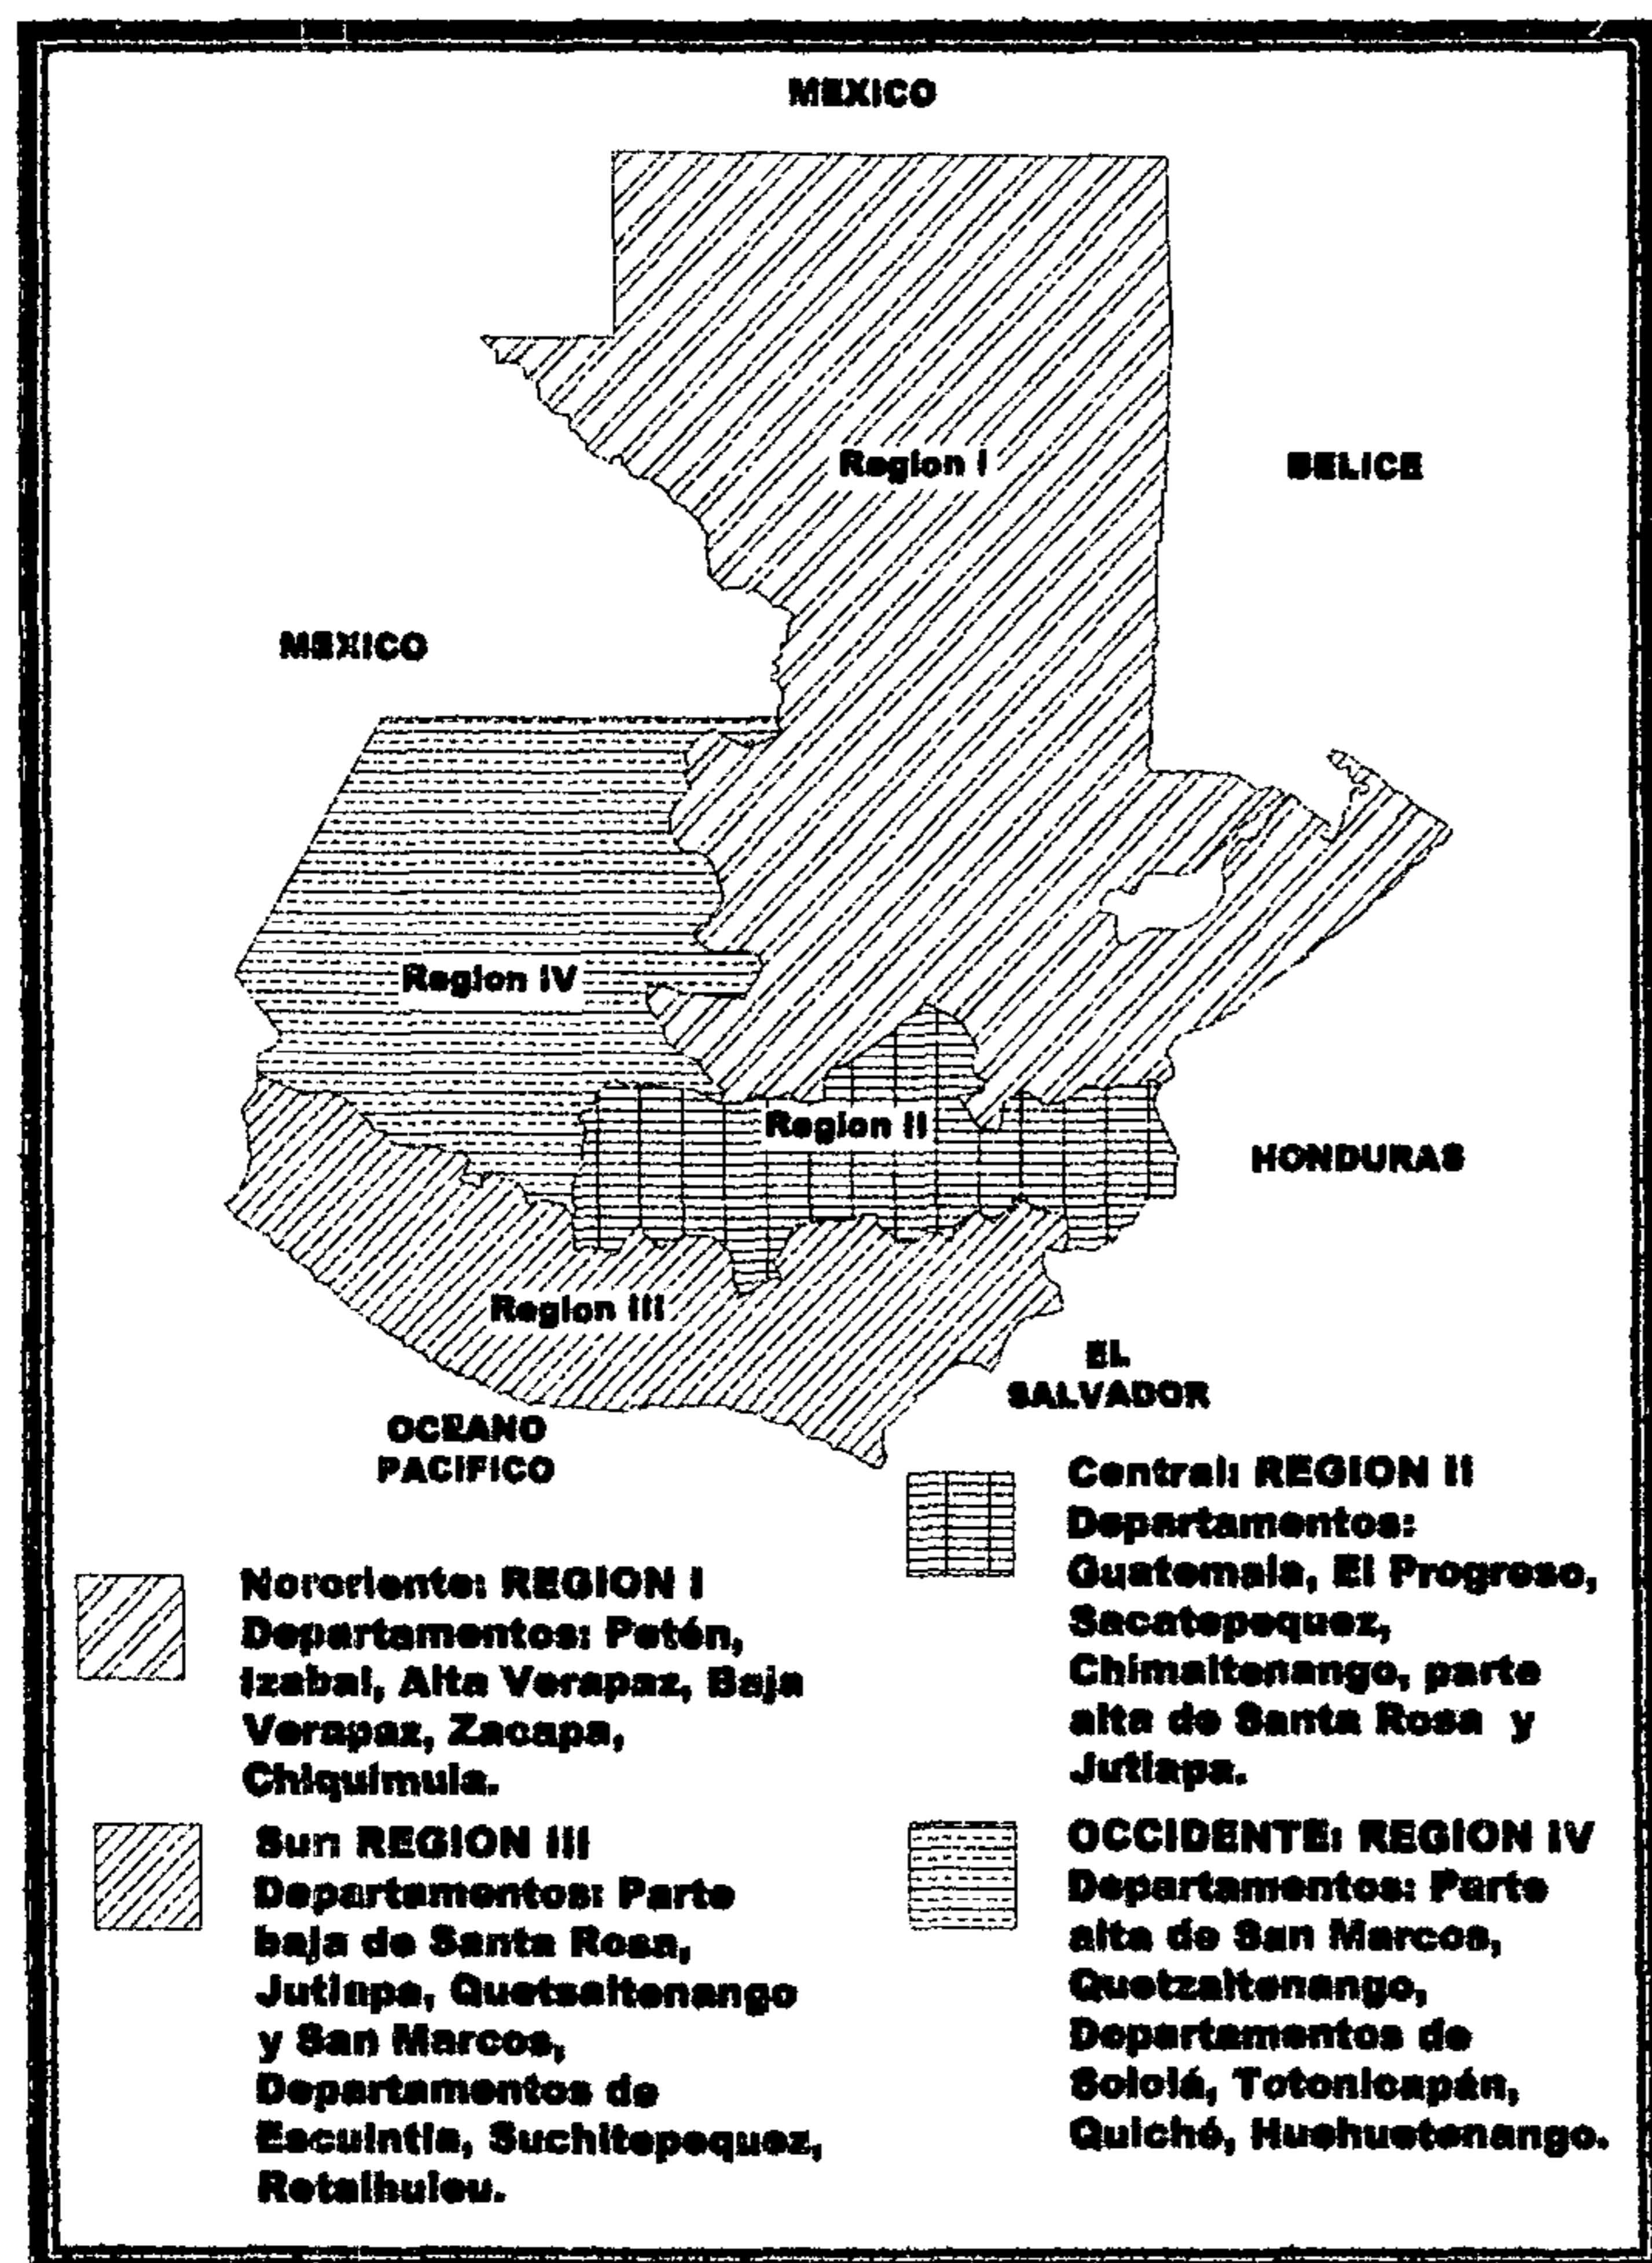 MEXICO
Region I
BELICE
MEXICO
Region IV
Region II
HONDURAS
Region III
EL
SALVADOR
OCEANO
PACIFICO
Central: REGION II
Departamentos:
Guatemala, El Progreso,
Sacatepequez,
Chimaltenango, parte
alta de Santa Rosa y
Jutiapa.
Nororiente: REGION I
Departamentos: Petén,
Izabal, Alta Verapaz, Baja
Verapaz, Zacapa,
Chiquimula.
Sur: REGION III
Departamentos: Parte
baja de Santa Rosa,
Jutiapa, Quetsaltenango
y San Marcos,
Departamentos de
Escuintla, Suchitepequez,
Retalhuleu.
OCCIDENTE: REGION IV
Departamentos: Parte
alta de San Marcos,
Quetzaltenango,
Departamentos de
Sololá, Totonicapán,
Quiché, Huehuetenango.